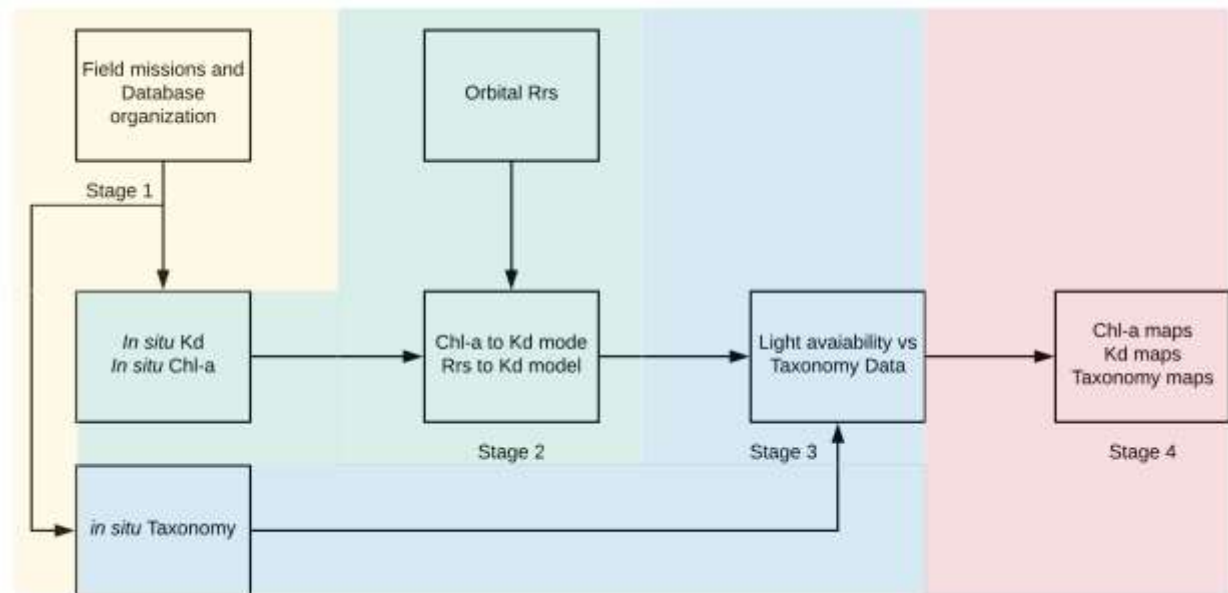 Field missions and
Database
organization
Orbital Rrs
Stage 1
In situ Kd
In situ Chl-a
Chl-a to Kd mode
Rrs to Kd model
Light avaiability vs
Taxonomy Data
Chl-a maps
Kd maps
Taxonomy maps
Stage 2
Stage 3
Stage 4
in situ Taxonomy